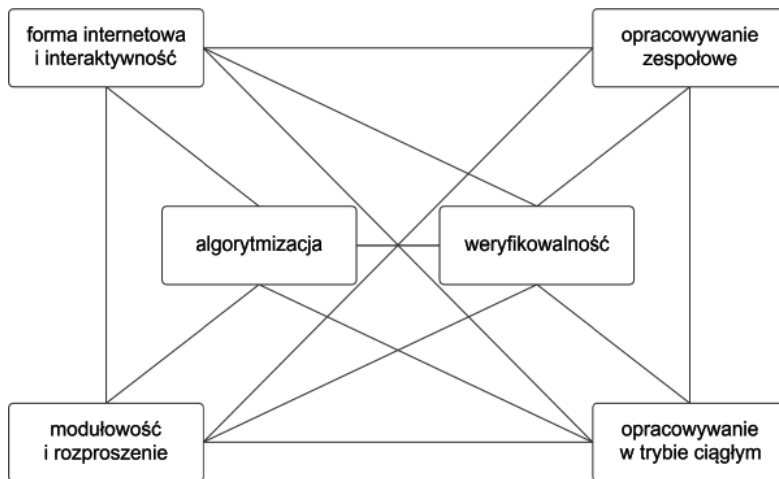 forma internetowa
i interaktywność
opracowywanie
zespołowe
algorytmizacja
weryfikowalność
modułowość
i rozproszenie
opracowywanie
w trybie ciągłym